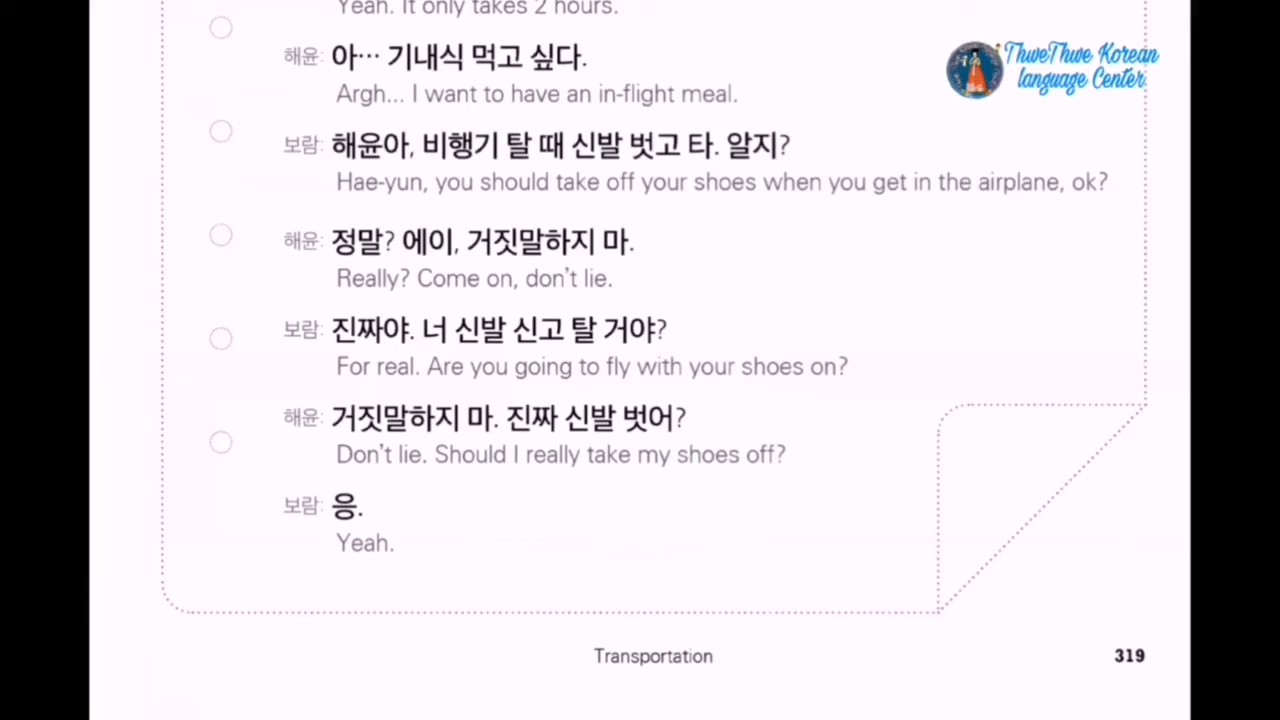 Yeah. It only takes 2 hours.
해윤: 아… 기내식 먹고 싶다.
Argh... I want to have an in-flight meal.
ThweThwe Korean
language Center
보람: 해윤아, 비행기 탈 때 신발 벗고 타. 알지?
Hae-yun, you should take off your shoes when you get in the airplane, ok?
해윤: 정말? 에이, 거짓말하지 마.
Really? Come on, don't lie.
보람: 진짜야. 너 신발 신고 탈 거야?
For real. Are you going to fly with your shoes on?
해윤: 거짓말하지 마. 진짜 신발 벗어?
Don't lie. Should I really take my shoes off?
보람: 응.
Yeah.
Transportation
319